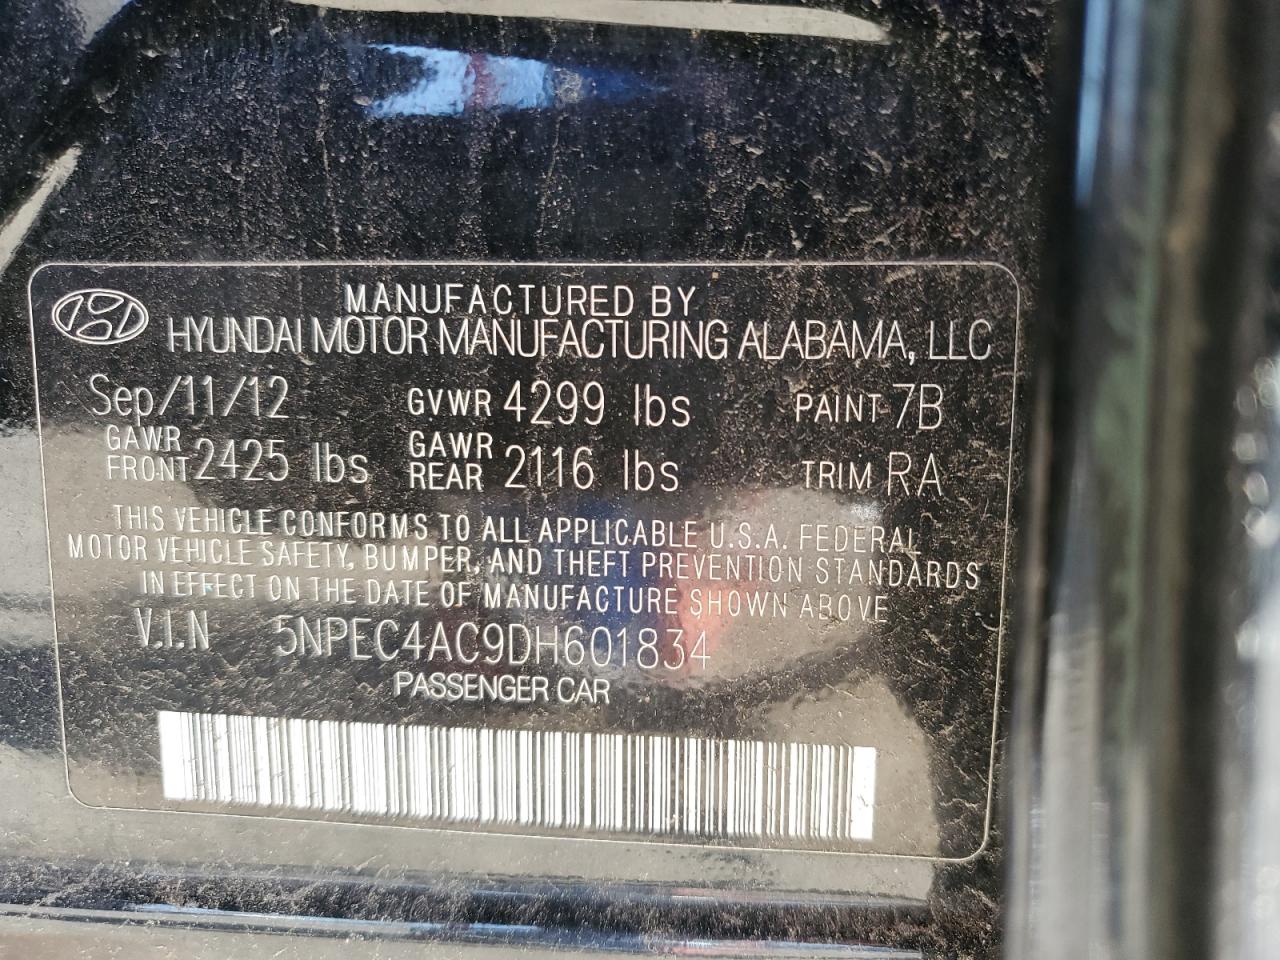 MANUFACTURED BY
HYUNDAI MOTOR MANUFACTURING ALABAMA, LLC
Sep/11/12 GVWR 4299 lbs PAINT 7B
GAWR FRONT 2425 lbs GAWR REAR 2116 lbs TRIM RA
THIS VEHICLE CONFORMS TO ALL APPLICABLE U.S.A. FEDERAL
MOTOR VEHICLE SAFETY, BUMPER, AND THEFT PREVENTION STANDARDS
IN EFFECT ON THE DATE OF MANUFACTURE SHOWN ABOVE
V.I.N 5NPEC4AC9DH601834
PASSENGER CAR